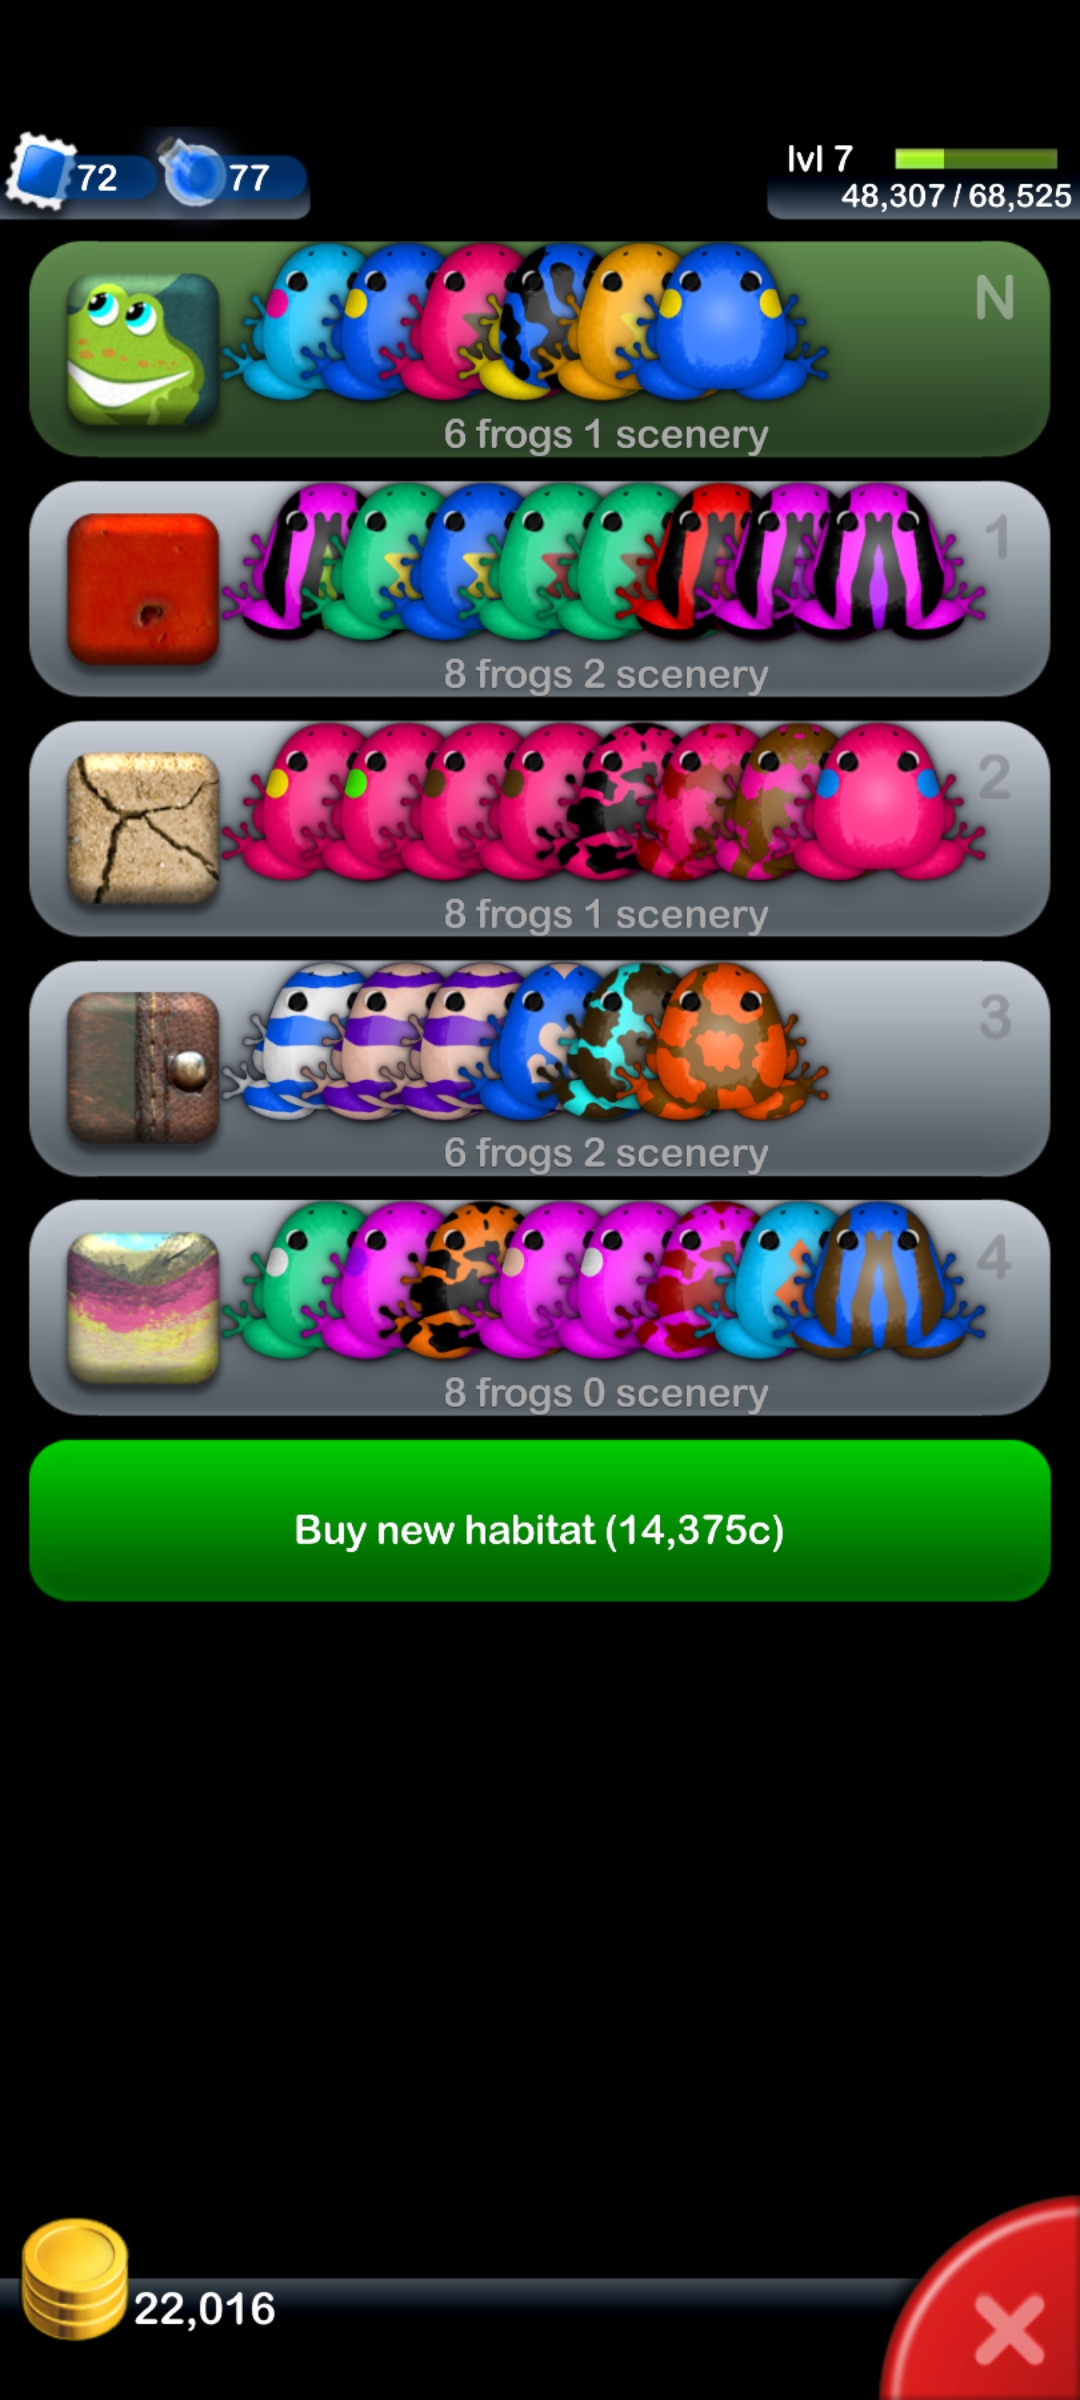 72
77
lvl 7
48,307 / 68,525
N
6 frogs 1 scenery
1
8 frogs 2 scenery
2
8 frogs 1 scenery
3
6 frogs 2 scenery
4
8 frogs 0 scenery
Buy new habitat (14,375c)
22,016